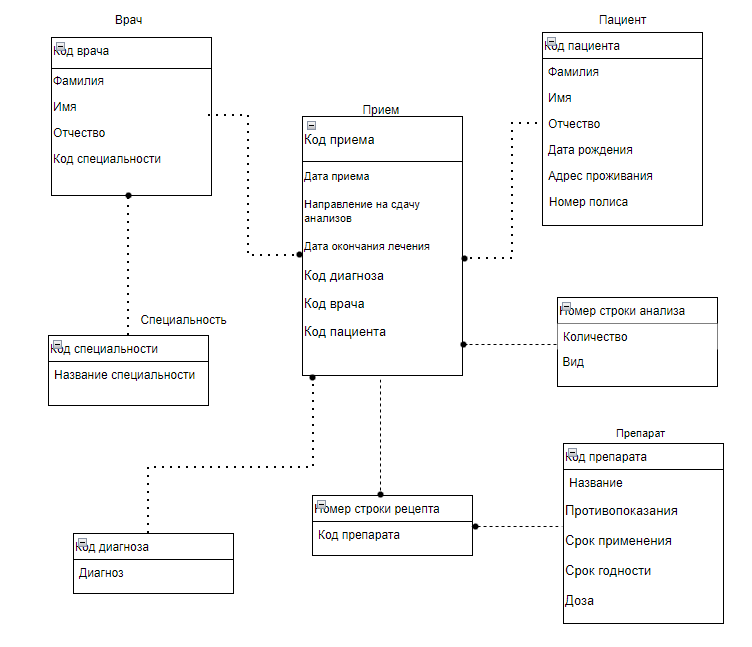 Врач
Код врача
Фамилия
Имя
Отчество
Код специальности
Пациент
Код пациента
Фамилия
Имя
Отчество
Дата рождения
Адрес проживания
Номер полиса
Прием
Код приема
Дата приема
Направление на сдачу
анализов
Дата окончания лечения
Код диагноза
Код врача
Код пациента
Специальность
Код специальности
Название специальности
Номер строки анализа
Количество
Вид
Препарат
Код препарата
Название
Противопоказания
Срок применения
Срок годности
Доза
Номер строки рецепта
Код препарата
Код диагноза
Диагноз